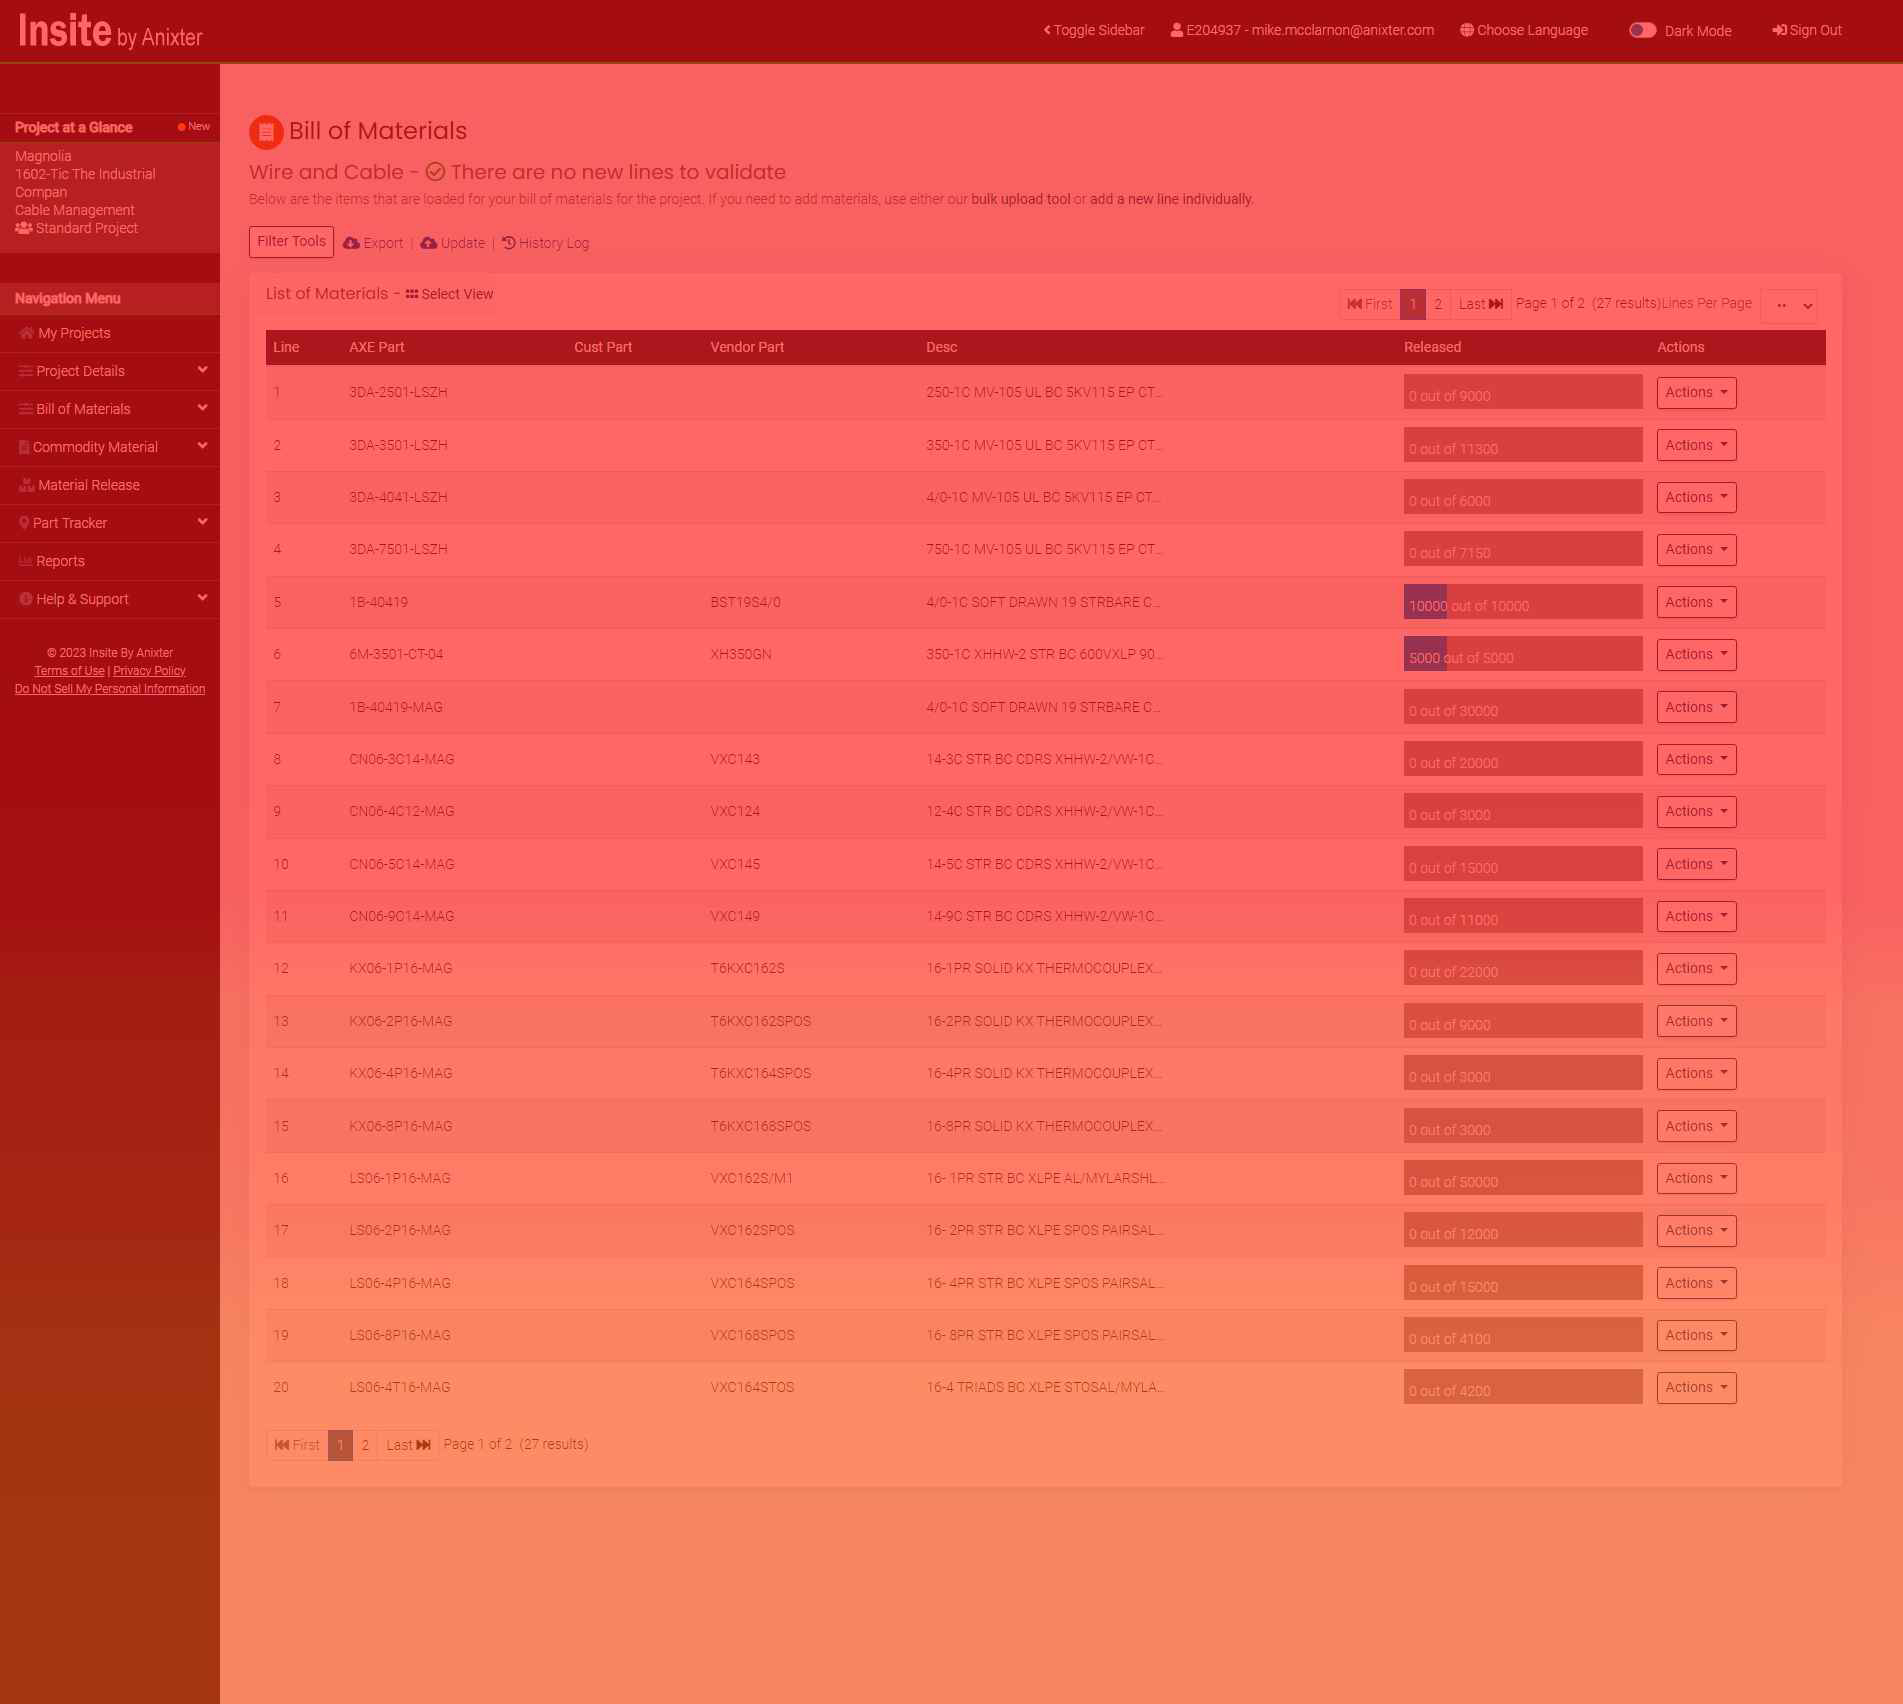 Insite by Anixter
Toggle Sidebar E204937 - mike.mcclarnon@anixter.com Choose Language Dark Mode Sign Out
Project at a Glance New
Magnolia
1602-Tic The Industrial
Compan
Cable Management
Standard Project
Navigation Menu
My Projects
Project Details
Bill of Materials
Commodity Material
Material Release
Part Tracker
Reports
Help & Support
© 2023 Insite By Anixter
Terms of Use | Privacy Policy
Do Not Sell My Personal Information
Bill of Materials
Wire and Cable - There are no new lines to validate
Below are the items that are loaded for your bill of materials for the project. If you need to add materials, use either our bulk upload tool or add a new line individually.
Filter Tools Export | Update | History Log
List of Materials - Select View
First 1 2 Last Page 1 of 2 (27 results)Lines Per Page --
Line AXE Part Cust Part Vendor Part Desc Released Actions
1 3DA-2501-LSZH 250-1C MV-105 UL BC 5KV115 EP CT... 0 out of 9000 Actions
2 3DA-3501-LSZH 350-1C MV-105 UL BC 5KV115 EP CT... 0 out of 11300 Actions
3 3DA-4041-LSZH 4/0-1C MV-105 UL BC 5KV115 EP CT... 0 out of 6000 Actions
4 3DA-7501-LSZH 750-1C MV-105 UL BC 5KV115 EP CT... 0 out of 7150 Actions
5 1B-40419 BST19S4/0 4/0-1C SOFT DRAWN 19 STRBARE C... 10000 out of 10000 Actions
6 6M-3501-CT-04 XH350GN 350-1C XHHW-2 STR BC 600VXLP 90... 5000 out of 5000 Actions
7 1B-40419-MAG 4/0-1C SOFT DRAWN 19 STRBARE C... 0 out of 30000 Actions
8 CN06-3C14-MAG VXC143 14-3C STR BC CDRS XHHW-2/VW-1C... 0 out of 20000 Actions
9 CN06-4C12-MAG VXC124 12-4C STR BC CDRS XHHW-2/VW-1C... 0 out of 3000 Actions
10 CN06-5C14-MAG VXC145 14-5C STR BC CDRS XHHW-2/VW-1C... 0 out of 15000 Actions
11 CN06-9C14-MAG VXC149 14-9C STR BC CDRS XHHW-2/VW-1C... 0 out of 11000 Actions
12 KX06-1P16-MAG T6KXC162S 16-1PR SOLID KX THERMOCOUPLEX... 0 out of 22000 Actions
13 KX06-2P16-MAG T6KXC162SPOS 16-2PR SOLID KX THERMOCOUPLEX... 0 out of 9000 Actions
14 KX06-4P16-MAG T6KXC164SPOS 16-4PR SOLID KX THERMOCOUPLEX... 0 out of 3000 Actions
15 KX06-8P16-MAG T6KXC168SPOS 16-8PR SOLID KX THERMOCOUPLEX... 0 out of 3000 Actions
16 LS06-1P16-MAG VXC162S/M1 16- 1PR STR BC XLPE AL/MYLARSHL... 0 out of 50000 Actions
17 LS06-2P16-MAG VXC162SPOS 16- 2PR STR BC XLPE SPOS PAIRSAL... 0 out of 12000 Actions
18 LS06-4P16-MAG VXC164SPOS 16- 4PR STR BC XLPE SPOS PAIRSAL... 0 out of 15000 Actions
19 LS06-8P16-MAG VXC168SPOS 16- 8PR STR BC XLPE SPOS PAIRSAL... 0 out of 4100 Actions
20 LS06-4T16-MAG VXC164STOS 16-4 TRIADS BC XLPE STOSAL/MYLA... 0 out of 4200 Actions
First 1 2 Last Page 1 of 2 (27 results)